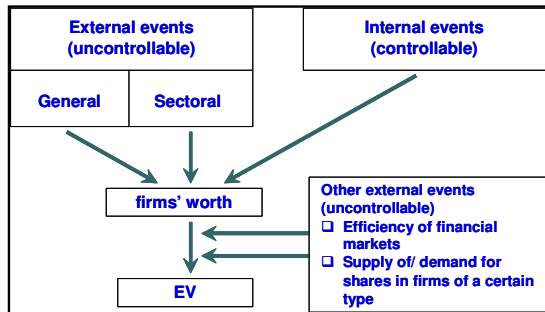 External events
(uncontrollable)
Internal events
(controllable)
General
Sectoral
firms' worth
Other external events
(uncontrollable)
❑ Efficiency of financial
markets
❑ Supply of/ demand for
shares in firms of a certain
type
EV